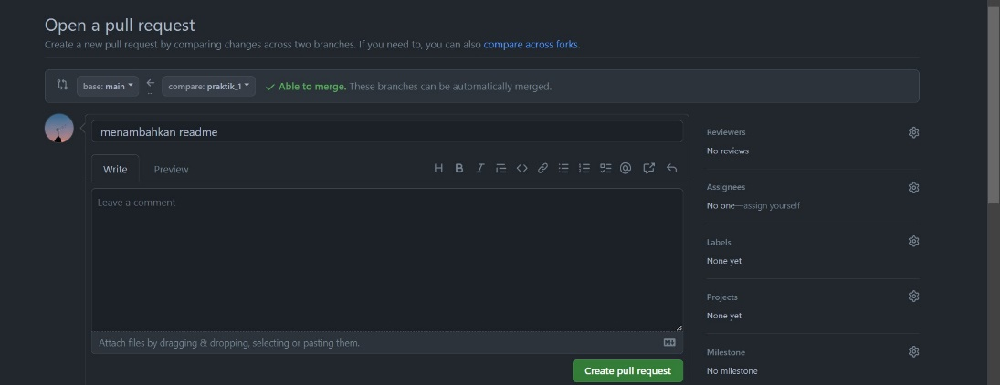 Open a pull request
Create a new pull request by comparing changes across two branches. If you need to, you can also compare across forks.
base: main
compare: praktik_1
Able to merge. These branches can be automatically merged.
menambahkan readme
Write
Preview
Leave a comment
Attach files by dragging & dropping, selecting or pasting them.
Create pull request
Reviewers
No reviews
Assignees
No one—assign yourself
Labels
None yet
Projects
None yet
Milestone
No milestone